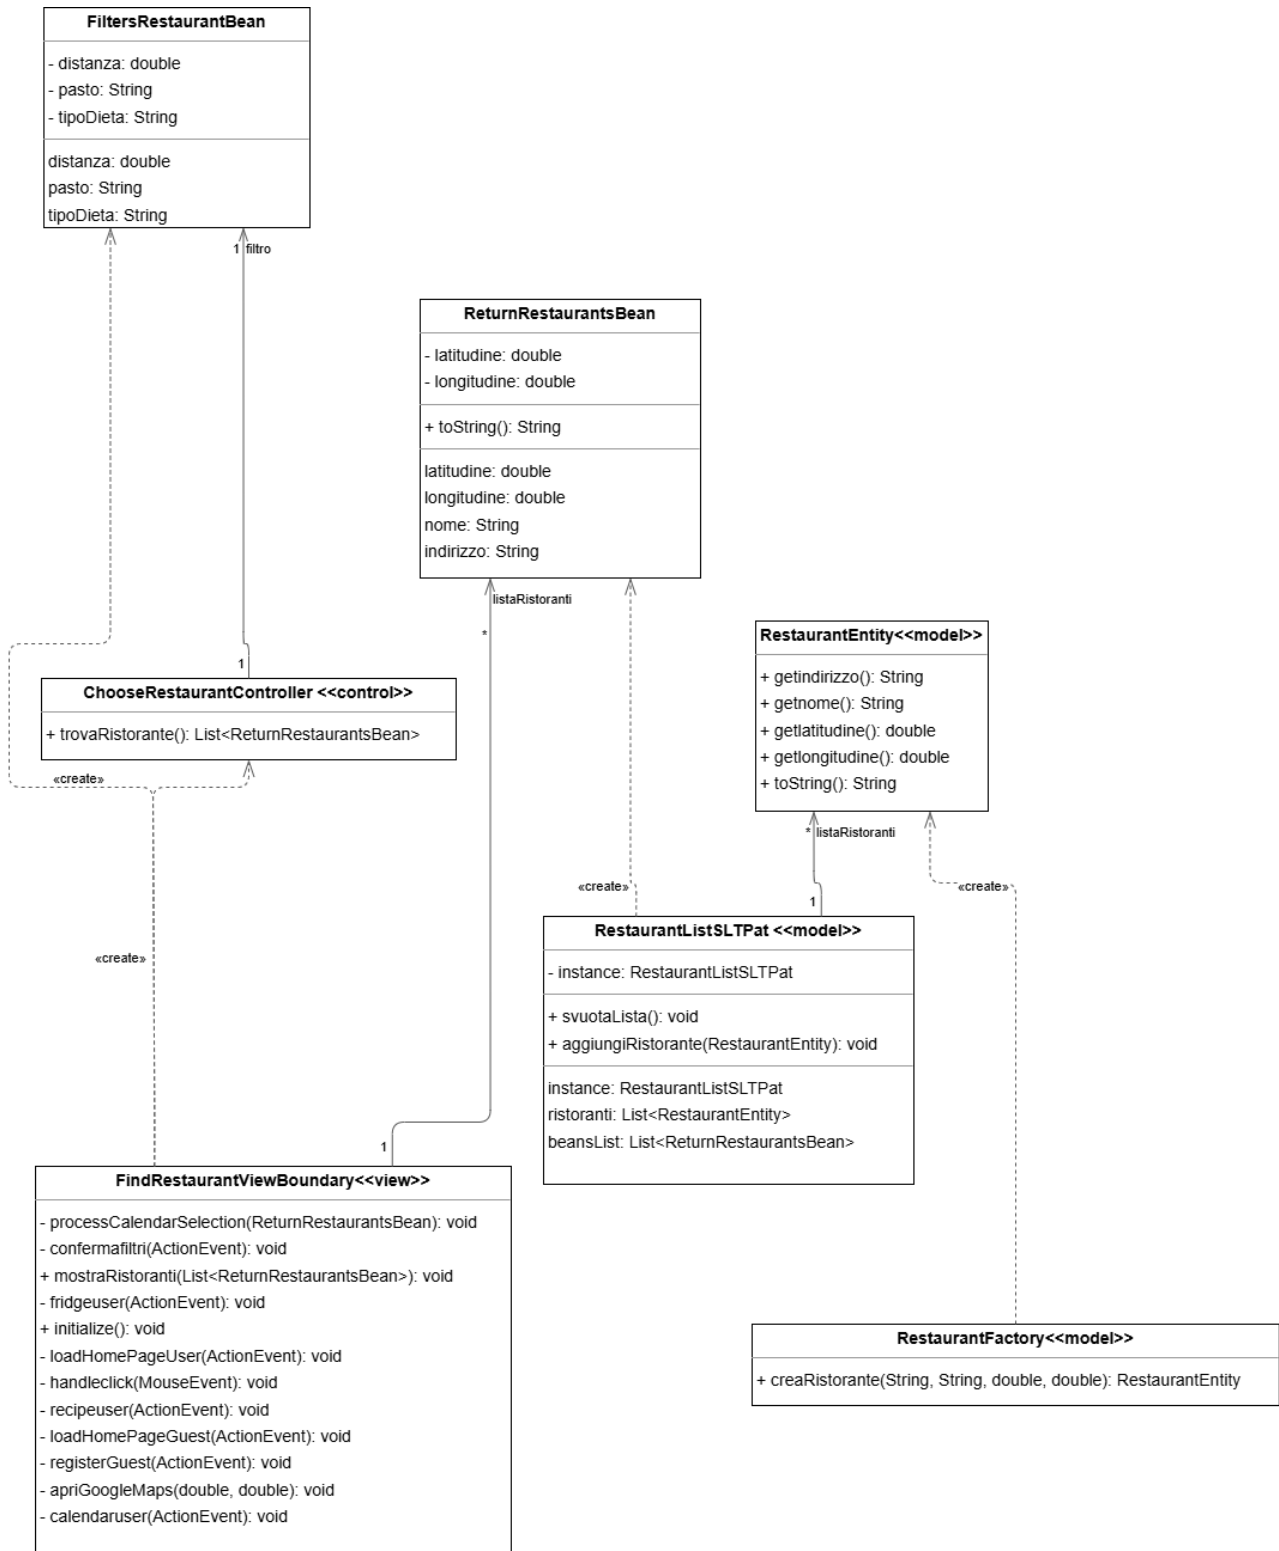 FiltersRestaurantBean
- distanza: double
- pasto: String
- tipoDieta: String
distanza: double
pasto: String
tipoDieta: String
1 filtro
ReturnRestaurantsBean
- latitudine: double
- longitudine: double
+ toString(): String
latitudine: double
longitudine: double
nome: String
indirizzo: String
listaRistoranti
*
1
ChooseRestaurantController <<control>>
+ trovaRistorante(): List<ReturnRestaurantsBean>
«create»
RestaurantEntity<<model>>
+ getindirizzo(): String
+ getnome(): String
+ getlatitudine(): double
+ getlongitudine(): double
+ toString(): String
* listaRistoranti
«create»
1
«create»
RestaurantListSLTPat <<model>>
- instance: RestaurantListSLTPat
+ svuotaLista(): void
+ aggiungiRistorante(RestaurantEntity): void
instance: RestaurantListSLTPat
ristoranti: List<RestaurantEntity>
beansList: List<ReturnRestaurantsBean>
«create»
1
FindRestaurantViewBoundary<<view>>
- processCalendarSelection(ReturnRestaurantsBean): void
- confermafiltri(ActionEvent): void
+ mostraRistoranti(List<ReturnRestaurantsBean>): void
- fridgeuser(ActionEvent): void
+ initialize(): void
- loadHomePageUser(ActionEvent): void
- handleclick(MouseEvent): void
- recipeuser(ActionEvent): void
- loadHomePageGuest(ActionEvent): void
- registerGuest(ActionEvent): void
- apriGoogleMaps(double, double): void
- calendaruser(ActionEvent): void
RestaurantFactory<<model>>
+ creaRistorante(String, String, double, double): RestaurantEntity